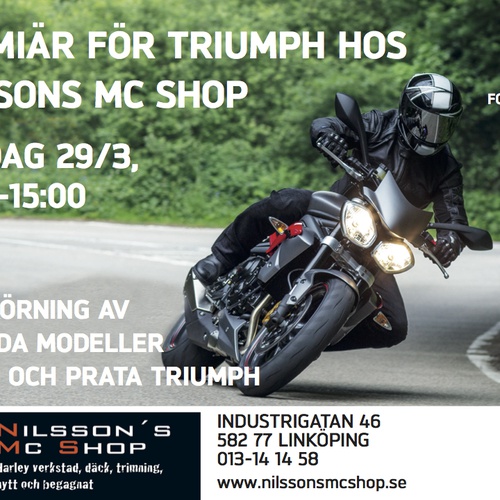 MIÄR FÖR TRIUMPH HOS
SONS MC SHOP
FO
DAG 29/3,
-15:00
ÖRNING AV
DA MODELLER
OCH PRATA TRIUMPH
NILSSON´S
MC SHOP
Harley verkstad, däck, trimning,
nytt och begagnat
INDUSTRIGATAN 46
582 77 LINKÖPING
013-14 14 58
www.nilssonsmcshop.se